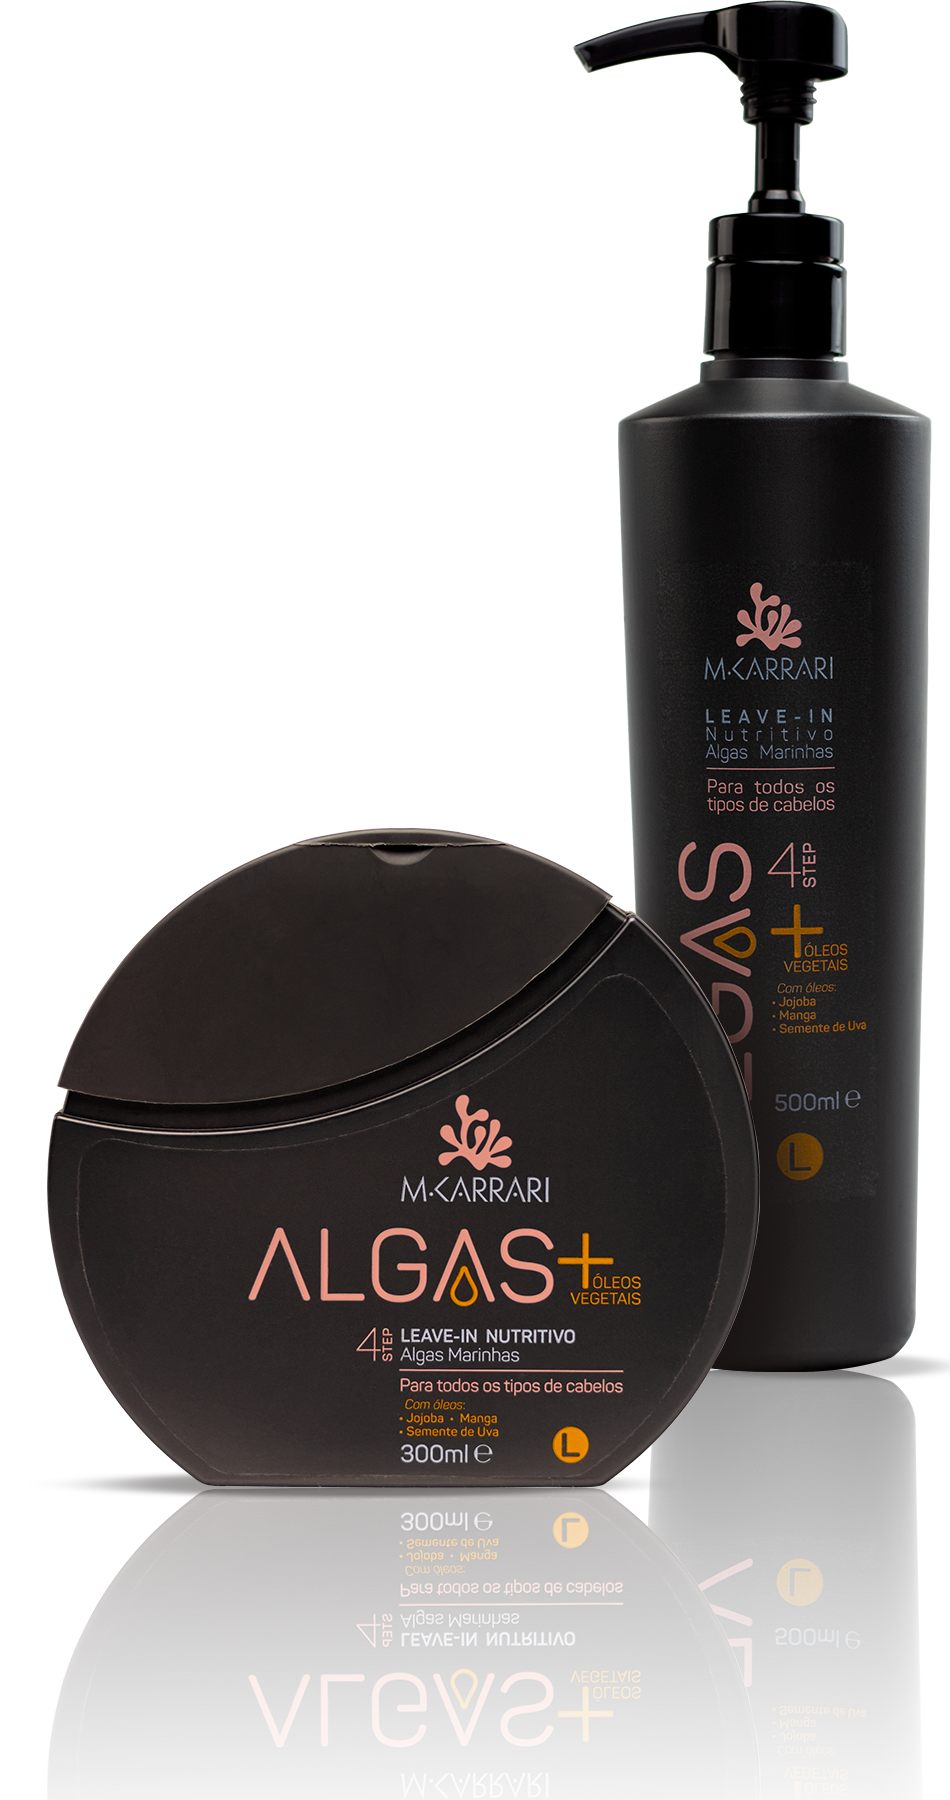 M·CARRARI
LEAVE-IN
Nutritivo
Algas Marinhas
Para todos os
tipos de cabelos
4 STEP
+
ÓLEOS
VEGETAIS
Com óleos:
• Jojoba
• Manga
• Semente de Uva
500ml ℮
L
M·CARRARI
ALGAS+
ÓLEOS
VEGETAIS
4 STEP
LEAVE-IN NUTRITIVO
Algas Marinhas
Para todos os tipos de cabelos
Com óleos:
• Jojoba • Manga
• Semente de Uva
300ml ℮
L